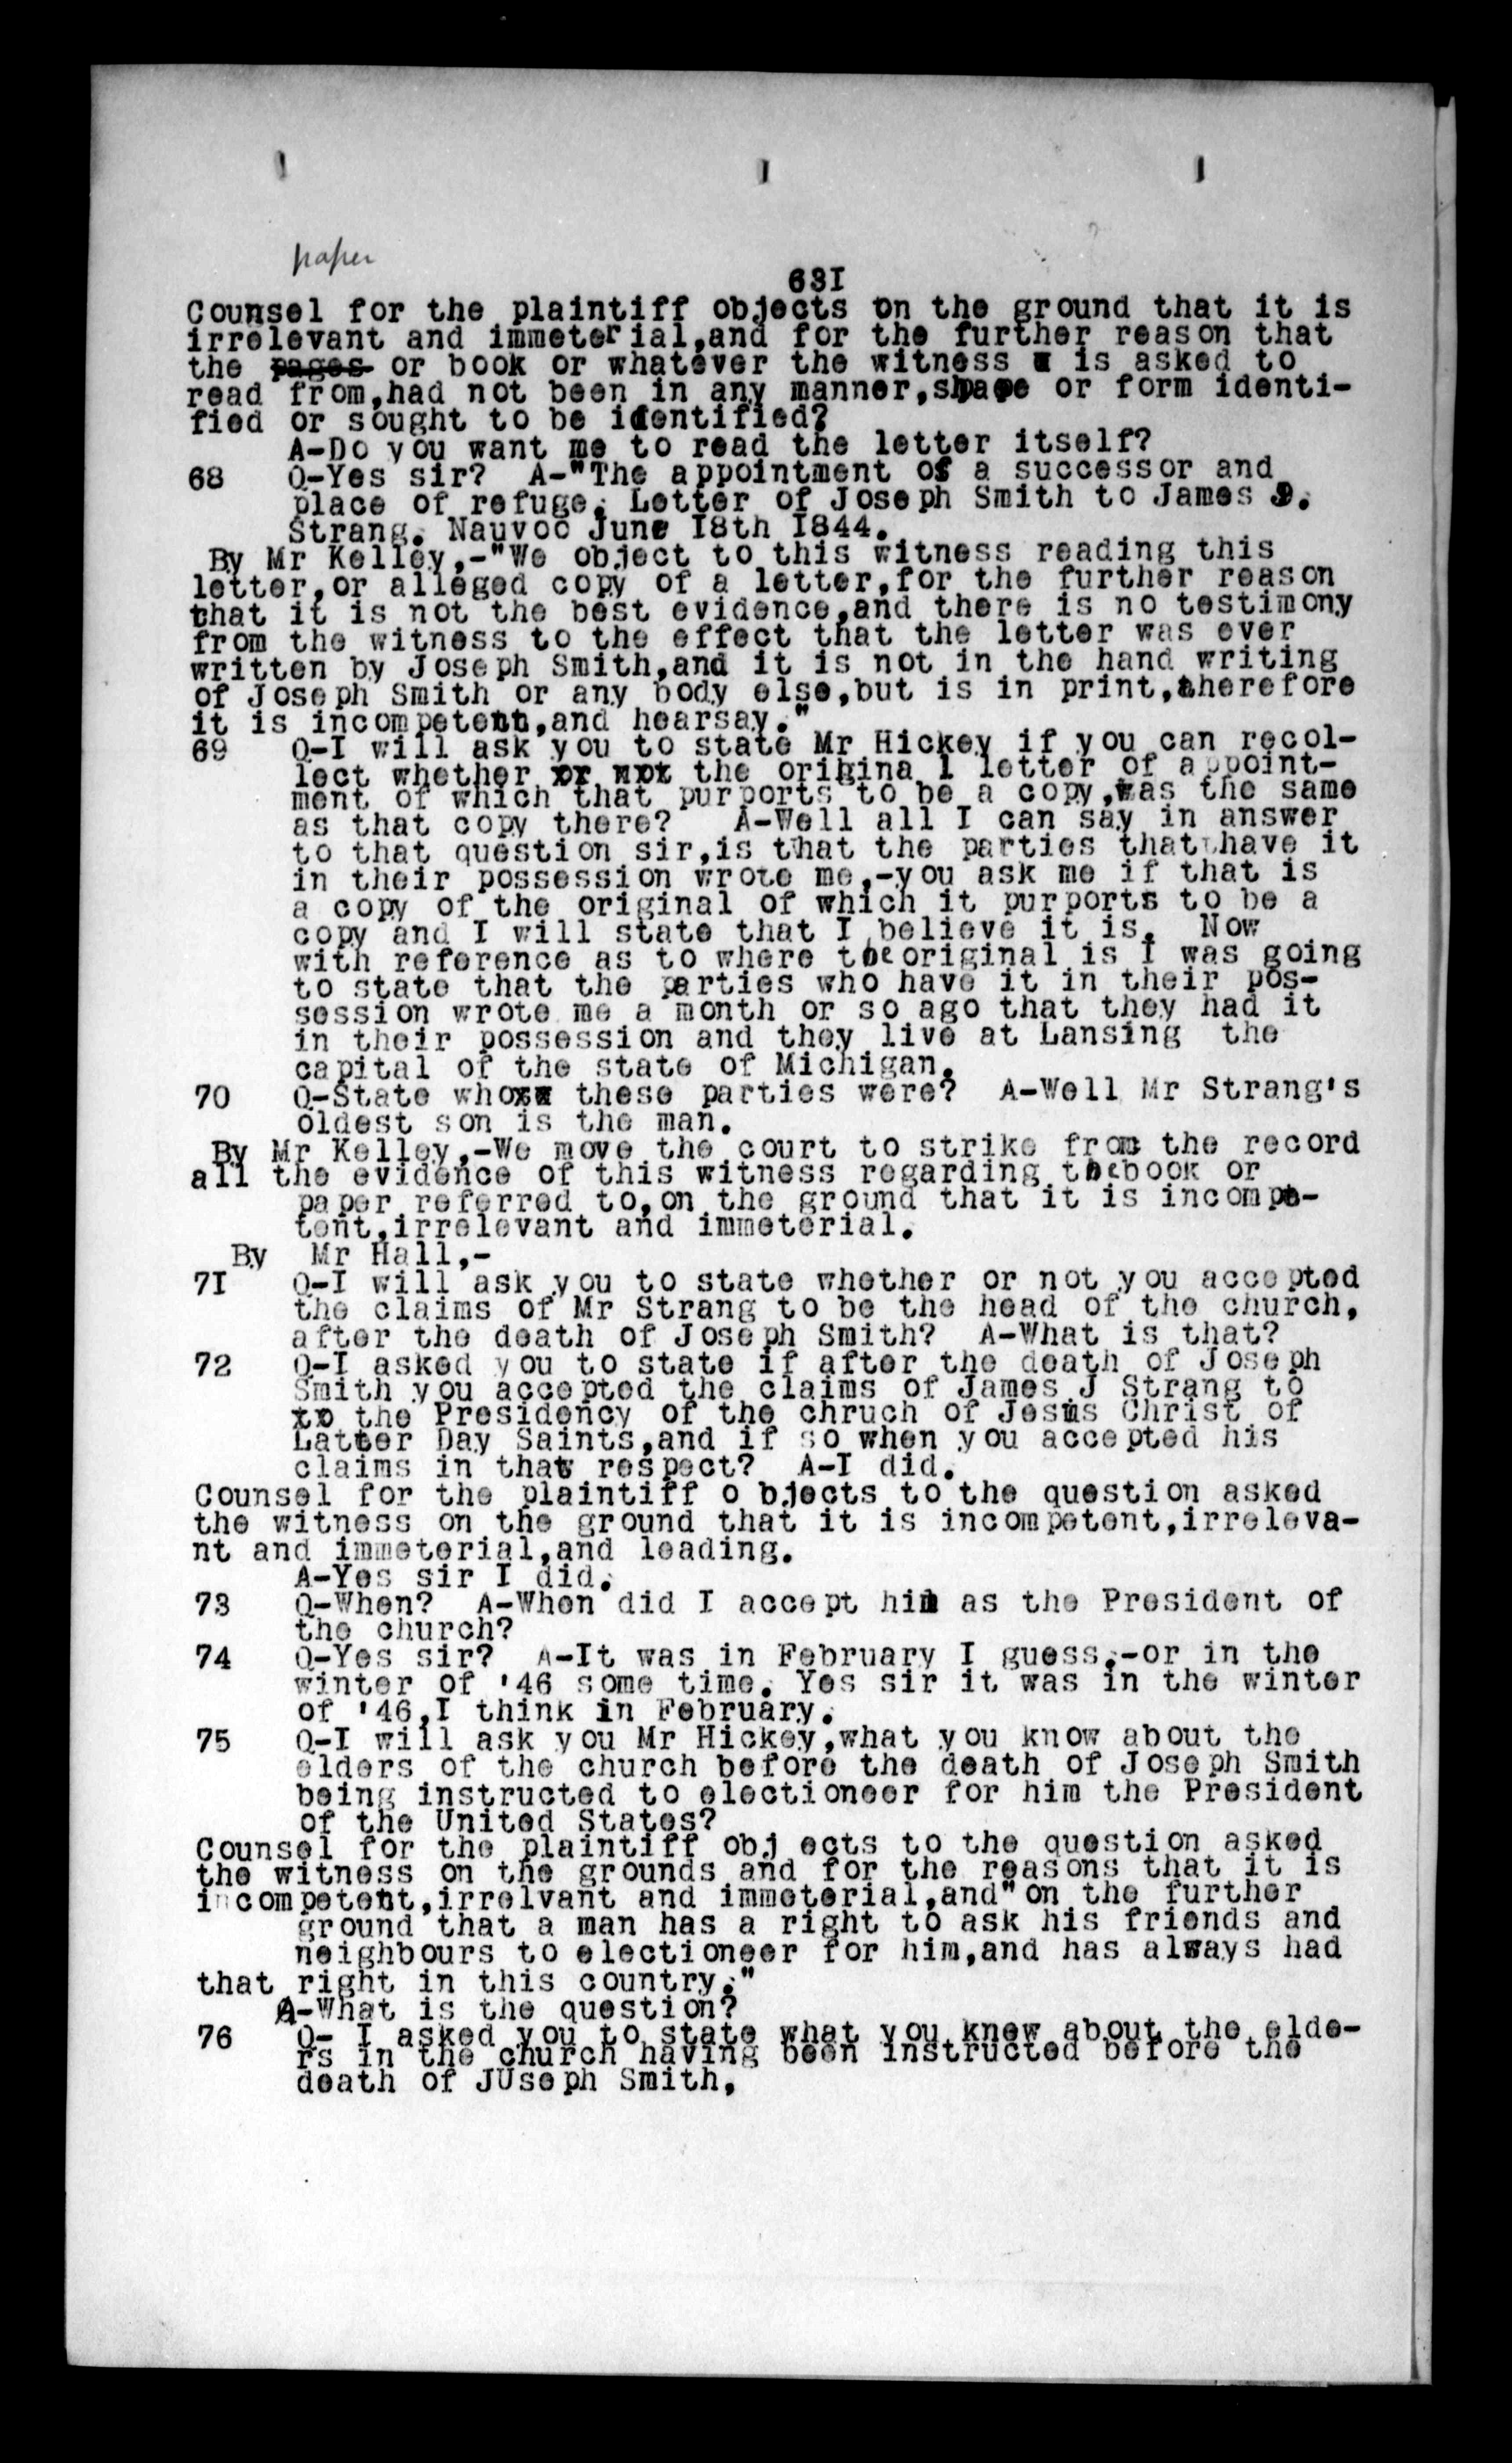 paper
631
Counsel for the plaintiff objects on the ground that it is
irrelevant and immeterial,and for the further reason that
the pages or book or whatever the witness is asked to
read from,had not been in any manner,shape or form identi-
fied or sought to be identified?
A-Do you want me to read the letter itself?
68 Q-Yes sir? A-"The appointment of a successor and
place of refuge. Letter of Joseph Smith to James J.
Strang. Nauvoo June 18th 1844.
By Mr Kelley,-"We object to this witness reading this
letter,or alleged copy of a letter,for the further reason
that it is not the best evidence,and there is no testimony
from the witness to the effect that the letter was ever
written by Joseph Smith,and it is not in the hand writing
of Joseph Smith or any body else,but is in print,therefore
it is incompetent,and hearsay."
69 Q-I will ask you to state Mr Hickey if you can recol-
lect whether or not the origina l letter of appoint-
ment of which that purports to be a copy,was the same
as that copy there? A-Well all I can say in answer
to that question sir,is that the parties that have it
in their possession wrote me,-you ask me if that is
a copy of the original of which it purports to be a
copy and I will state that I believe it is. Now
with reference as to where the original is I was going
to state that the parties who have it in their pos-
session wrote me a month or so ago that they had it
in their possession and they live at Lansing the
capital of the state of Michigan.
70 Q-State who these parties were? A-Well Mr Strang's
oldest son is the man.
By Mr Kelley,-We move the court to strike from the record
all the evidence of this witness regarding the book or
paper referred to,on the ground that it is incompe-
tent,irrelevant and immeterial.
By Mr Hall,-
71 Q-I will ask you to state whether or not you accepted
the claims of Mr Strang to be the head of the church,
after the death of Joseph Smith? A-What is that?
72 Q-I asked you to state if after the death of Joseph
Smith you accepted the claims of James J Strang to
to the Presidency of the chruch of Jesus Christ of
Latter Day Saints,and if so when you accepted his
claims in that respect? A-I did.
Counsel for the plaintiff o bjects to the question asked
the witness on the ground that it is incompetent,irreleva-
nt and immeterial,and leading.
A-Yes sir I did.
73 Q-When? A-When did I accept him as the President of
the church?
74 Q-Yes sir? A-It was in February I guess.-or in the
winter of '46 some time. Yes sir it was in the winter
of '46,I think in February.
75 Q-I will ask you Mr Hickey,what you know about the
elders of the church before the death of Joseph Smith
being instructed to electioneer for him the President
of the United States?
Counsel for the plaintiff obj ects to the question asked
the witness on the grounds and for the reasons that it is
incompetent,irrelvant and immeterial,and"on the further
ground that a man has a right to ask his friends and
neighbours to electioneer for him,and has always had
that right in this country."
A-What is the question?
76 Q- I asked you to state what you knew about the elde-
rs in the church having been instructed before the
death of JUseph Smith,